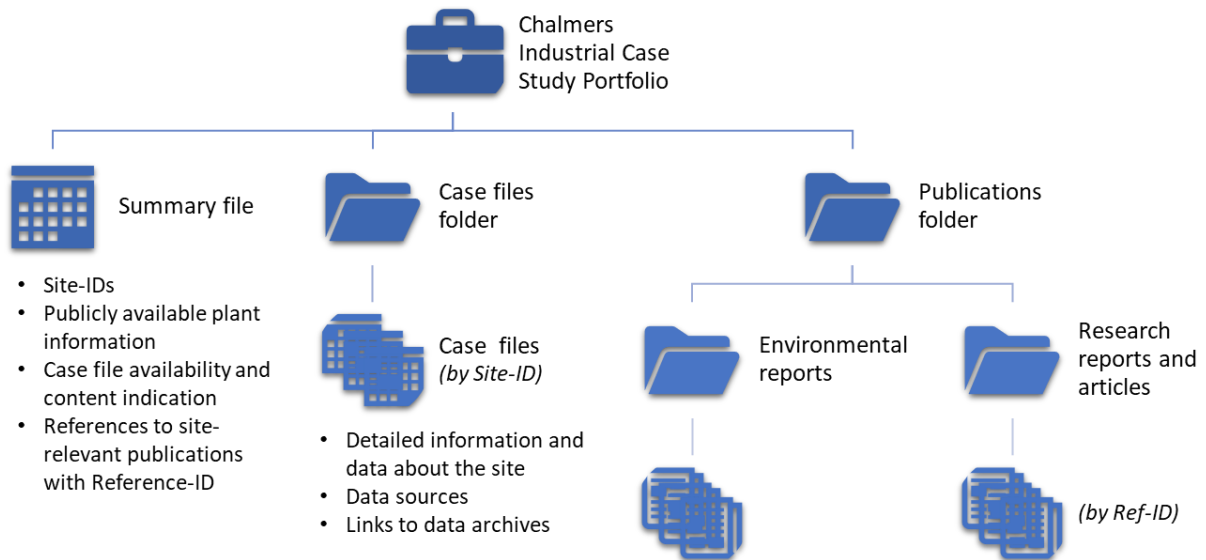 Chalmers
Industrial Case
Study Portfolio
Summary file
• Site-IDs
• Publicly available plant
information
• Case file availability and
content indication
• References to site-
relevant publications
with Reference-ID
Case files
folder
Case files
(by Site-ID)
• Detailed information and
data about the site
• Data sources
• Links to data archives
Publications
folder
Environmental
reports
Research
reports and
articles
(by Ref-ID)